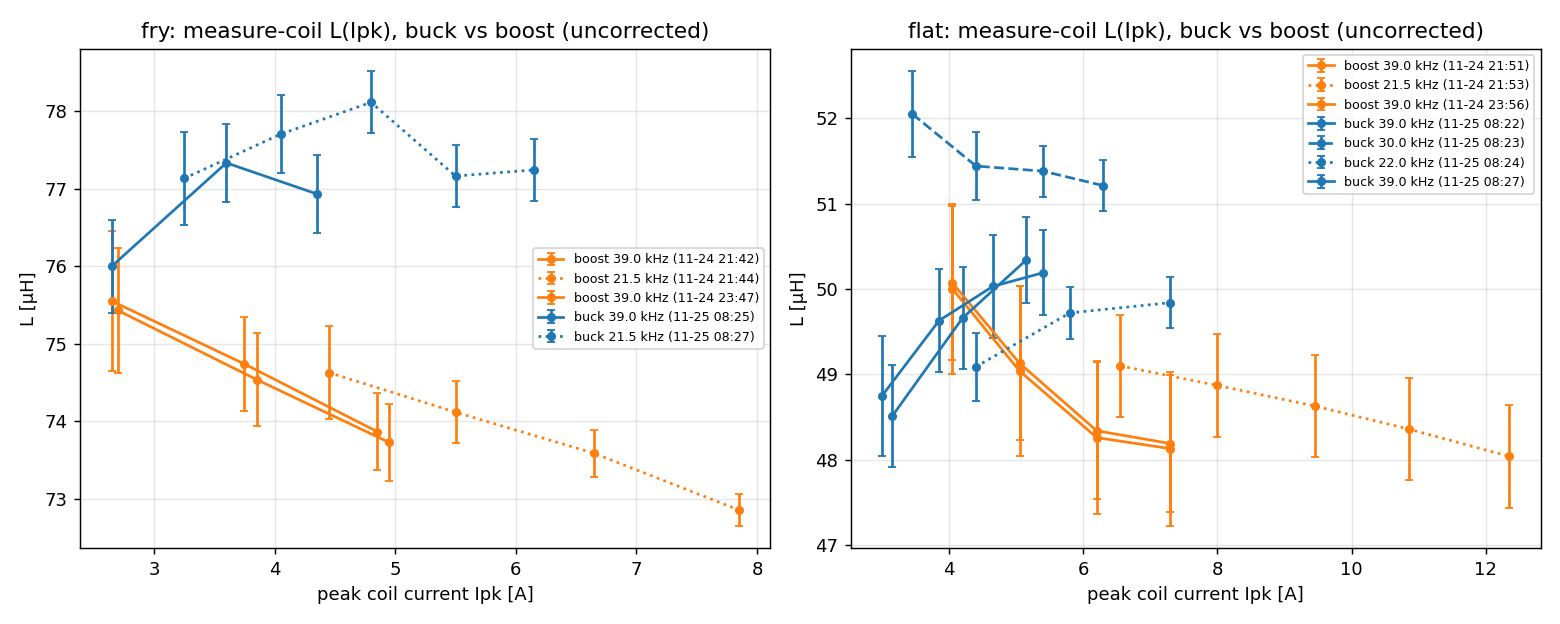 fry: measure-coil L(Ipk), buck vs boost (uncorrected)
78
77
76
75
74
73
L [µH]
boost 39.0 kHz (11-24 21:42)
boost 21.5 kHz (11-24 21:44)
boost 39.0 kHz (11-24 23:47)
buck 39.0 kHz (11-25 08:25)
buck 21.5 kHz (11-25 08:27)
3 4 5 6 7 8
peak coil current Ipk [A]
flat: measure-coil L(Ipk), buck vs boost (uncorrected)
52
51
50
49
48
47
L [µH]
boost 39.0 kHz (11-24 21:51)
boost 21.5 kHz (11-24 21:53)
boost 39.0 kHz (11-24 23:56)
buck 39.0 kHz (11-25 08:22)
buck 30.0 kHz (11-25 08:23)
buck 22.0 kHz (11-25 08:24)
buck 39.0 kHz (11-25 08:27)
4 6 8 10 12
peak coil current Ipk [A]